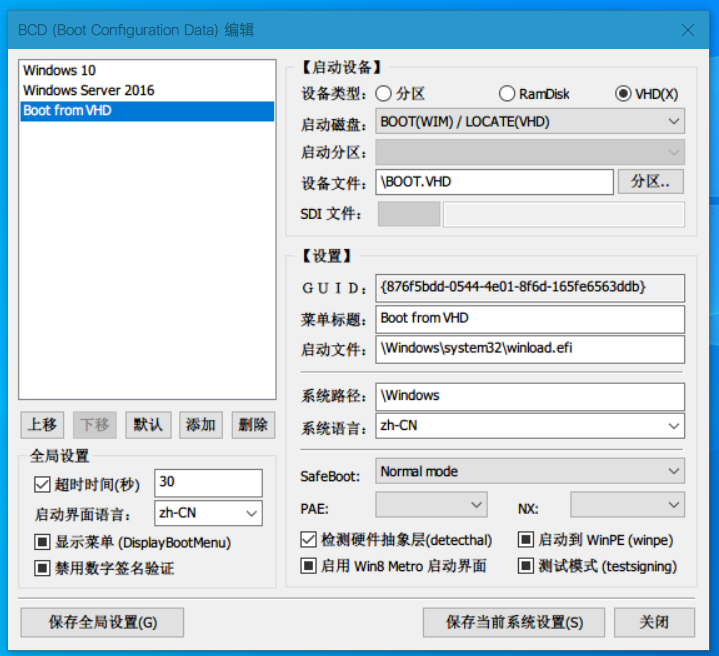 BCD (Boot Configuration Data) 编辑
Windows 10
Windows Server 2016
Boot from VHD
上移 下移 默认 添加 删除
全局设置
超时时间(秒) 30
启动界面语言: zh-CN
显示菜单 (DisplayBootMenu)
禁用数字签名验证
【启动设备】
设备类型: 分区 RamDisk VHD(X)
启动磁盘: BOOT(WIM) / LOCATE(VHD)
启动分区:
设备文件: \BOOT.VHD 分区..
SDI 文件:
【设置】
ＧＵＩＤ: {876f5bdd-0544-4e01-8f6d-165fe6563ddb}
菜单标题: Boot from VHD
启动文件: \Windows\system32\winload.efi
系统路径: \Windows
系统语言: zh-CN
SafeBoot: Normal mode
PAE: NX:
检测硬件抽象层(detecthal) 启动到 WinPE (winpe)
启用 Win8 Metro 启动界面 测试模式 (testsigning)
保存全局设置(G) 保存当前系统设置(S) 关闭